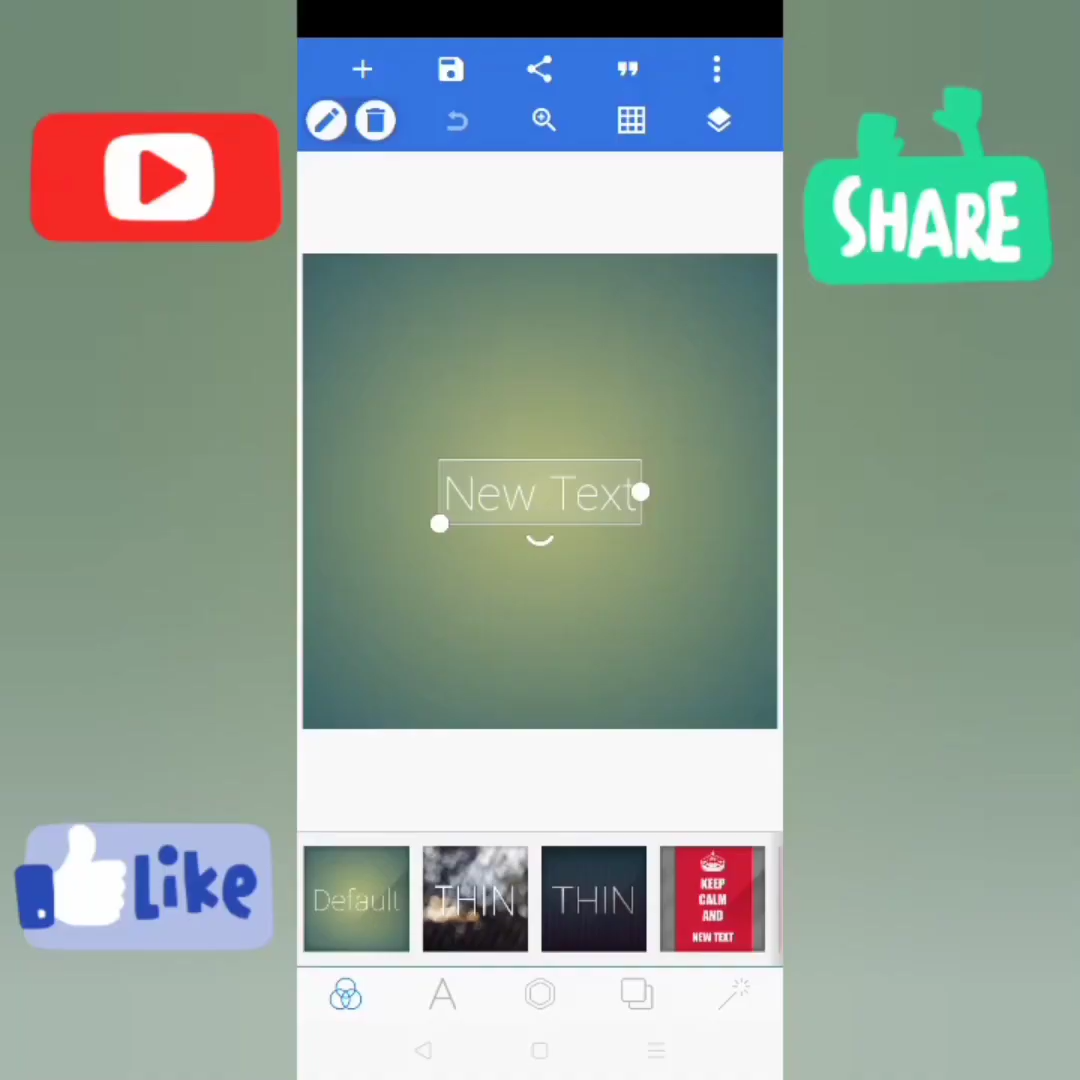 SHARE
New Text
Like
Default
THIN
THIN
KEEP
CALM
AND
NEW TEXT